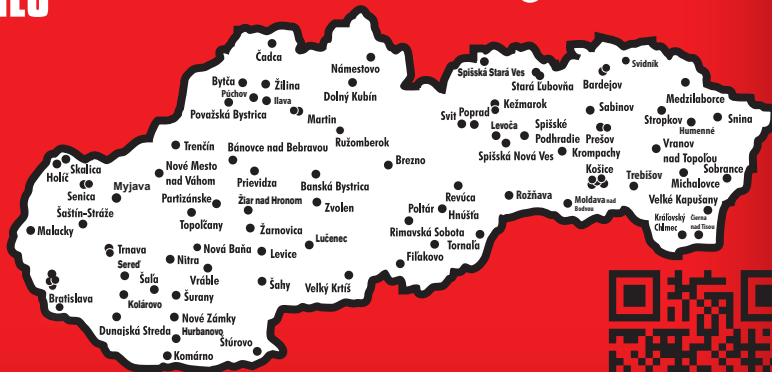 Čadca
Námestovo
Bytča
Žilina
Púchov
Ilava
Považská Bystrica
Dolný Kubín
Martin
Ružomberok
Spišská Stará Ves
Stará Ľubovňa
Svidník
Bardejov
Medzilaborce
Kežmarok
Sabinov
Svit
Poprad
Stropkov
Snina
Humenné
Levoča
Spišské
Podhradie
Prešov
Vranov
nad Topoľou
Spišská Nová Ves
Krompachy
Trenčín
Bánovce nad Bebravou
Brezno
Košice
Trebišov
Sobrance
Michalovce
Holíč
Skalica
Nové Mesto
nad Váhom
Prievidza
Banská Bystrica
Senica
Myjava
Partizánske
Žiar nad Hronom
Zvolen
Revúca
Rožňava
Moldava nad
Bodvou
Veľké Kapušany
Kráľovský
Chlmec
Čierna
nad Tisou
Šaštín-Stráže
Topoľčany
Poltár
Hnúšťa
Malacky
Žarnovica
Rimavská Sobota
Lučenec
Tornaľa
Trnava
Nová Baňa
Levice
Sereď
Nitra
Fiľakovo
Šaľa
Vráble
Šahy
Veľký Krtíš
Bratislava
Kolárovo
Šurany
Dunajská Streda
Nové Zámky
Hurbanovo
Štúrovo
Komárno